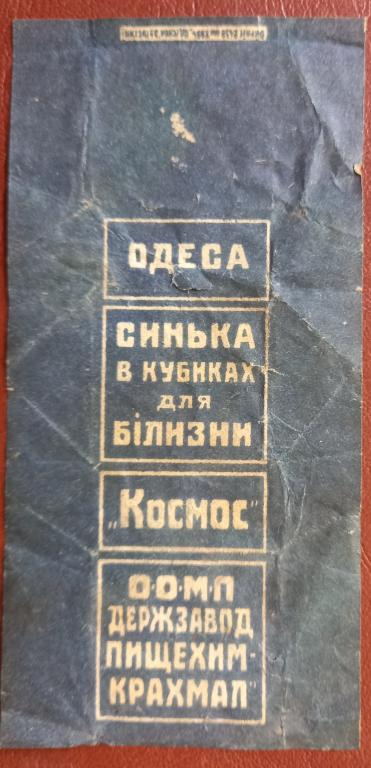 ОДЕСА
СИНЬКА
В КУБИКАХ
для
БІЛИЗНИ
„Космос"
О·О·М·П
ДЕРЖЗАВОД
ПИЩЕХИМ-
КРАХМАЛ"